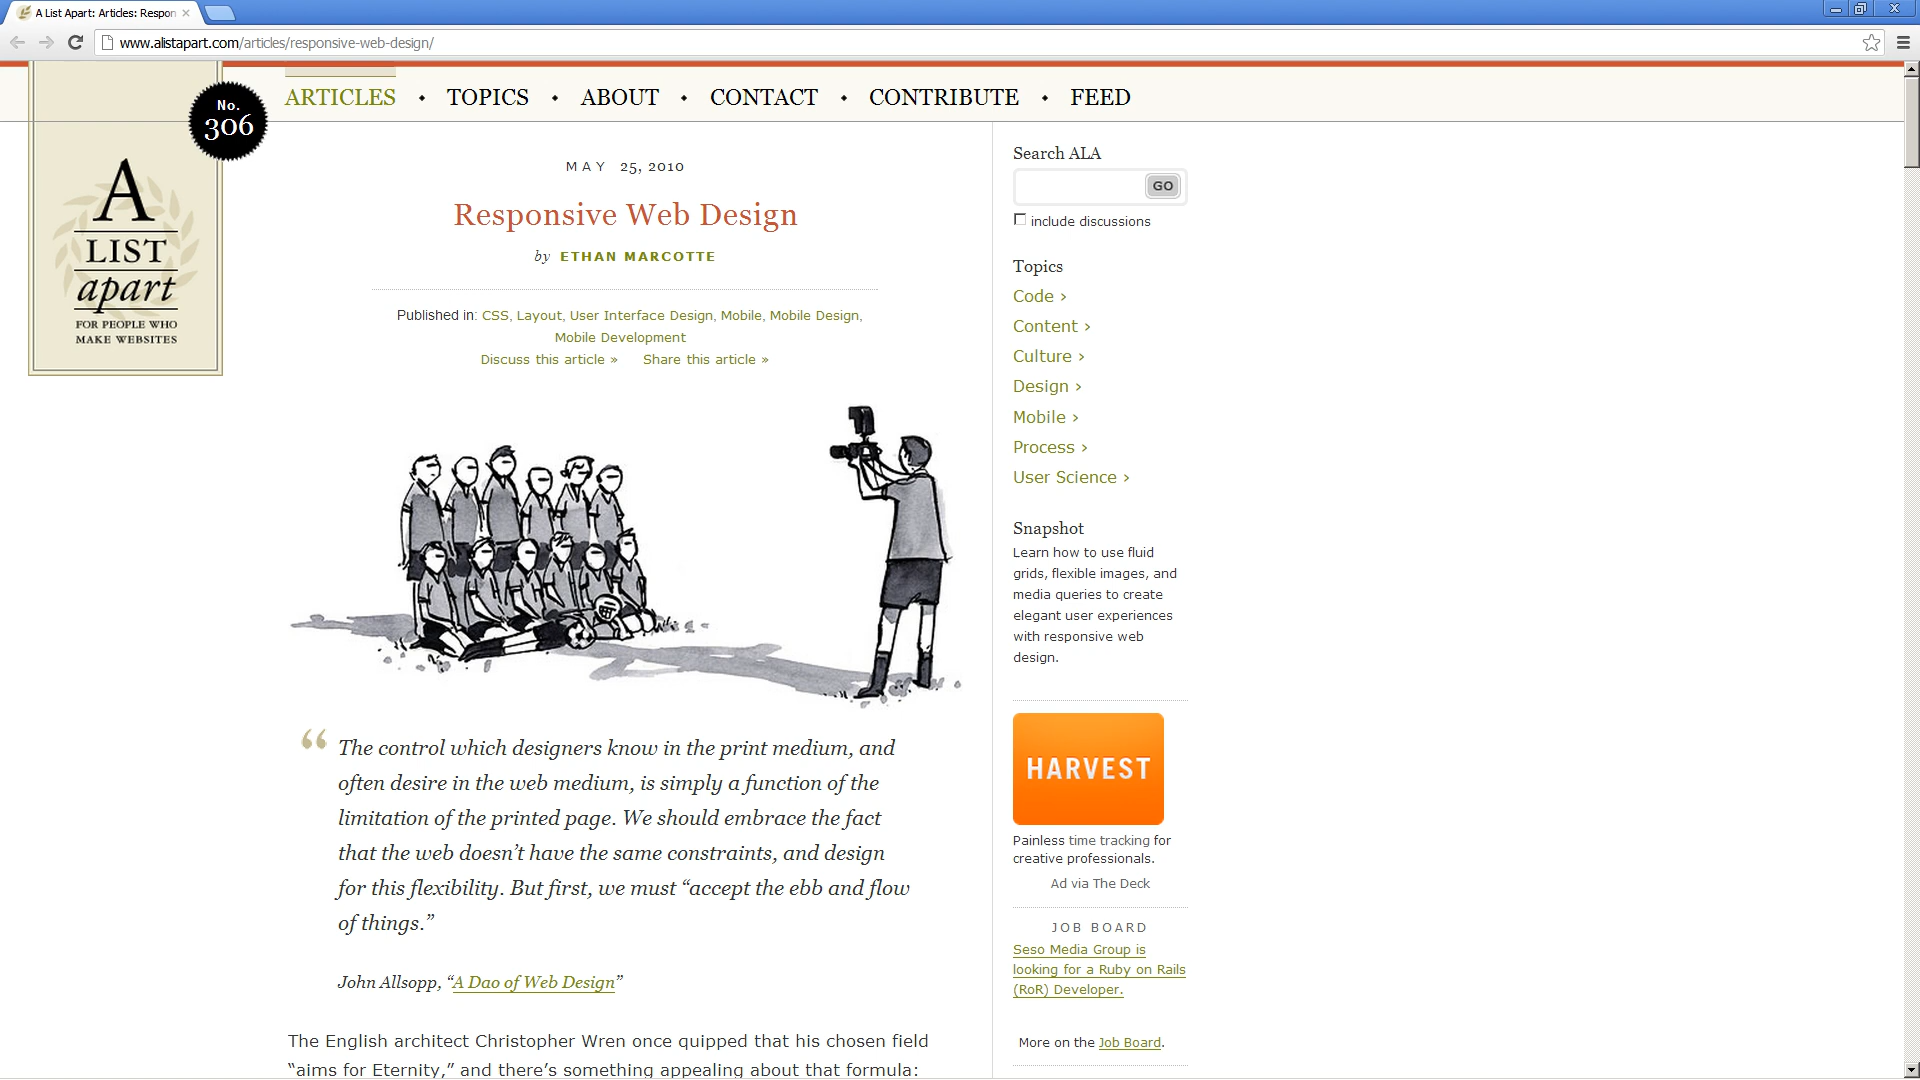 A List Apart: Articles: Respon
www.alistapart.com/articles/responsive-web-design/
No.
306
A
LIST
apart
FOR PEOPLE WHO
MAKE WEBSITES
ARTICLES • TOPICS • ABOUT • CONTACT • CONTRIBUTE • FEED
MAY 25, 2010
Responsive Web Design
by ETHAN MARCOTTE
Published in: CSS, Layout, User Interface Design, Mobile, Mobile Design,
Mobile Development
Discuss this article » Share this article »
“ The control which designers know in the print medium, and
often desire in the web medium, is simply a function of the
limitation of the printed page. We should embrace the fact
that the web doesn’t have the same constraints, and design
for this flexibility. But first, we must “accept the ebb and flow
of things.”
John Allsopp, “A Dao of Web Design”
The English architect Christopher Wren once quipped that his chosen field
“aims for Eternity,” and there’s something appealing about that formula:
Search ALA
GO
include discussions
Topics
Code ›
Content ›
Culture ›
Design ›
Mobile ›
Process ›
User Science ›
Snapshot
Learn how to use fluid
grids, flexible images, and
media queries to create
elegant user experiences
with responsive web
design.
HARVEST
Painless time tracking for
creative professionals.
Ad via The Deck
JOB BOARD
Seso Media Group is
looking for a Ruby on Rails
(RoR) Developer.
More on the Job Board.